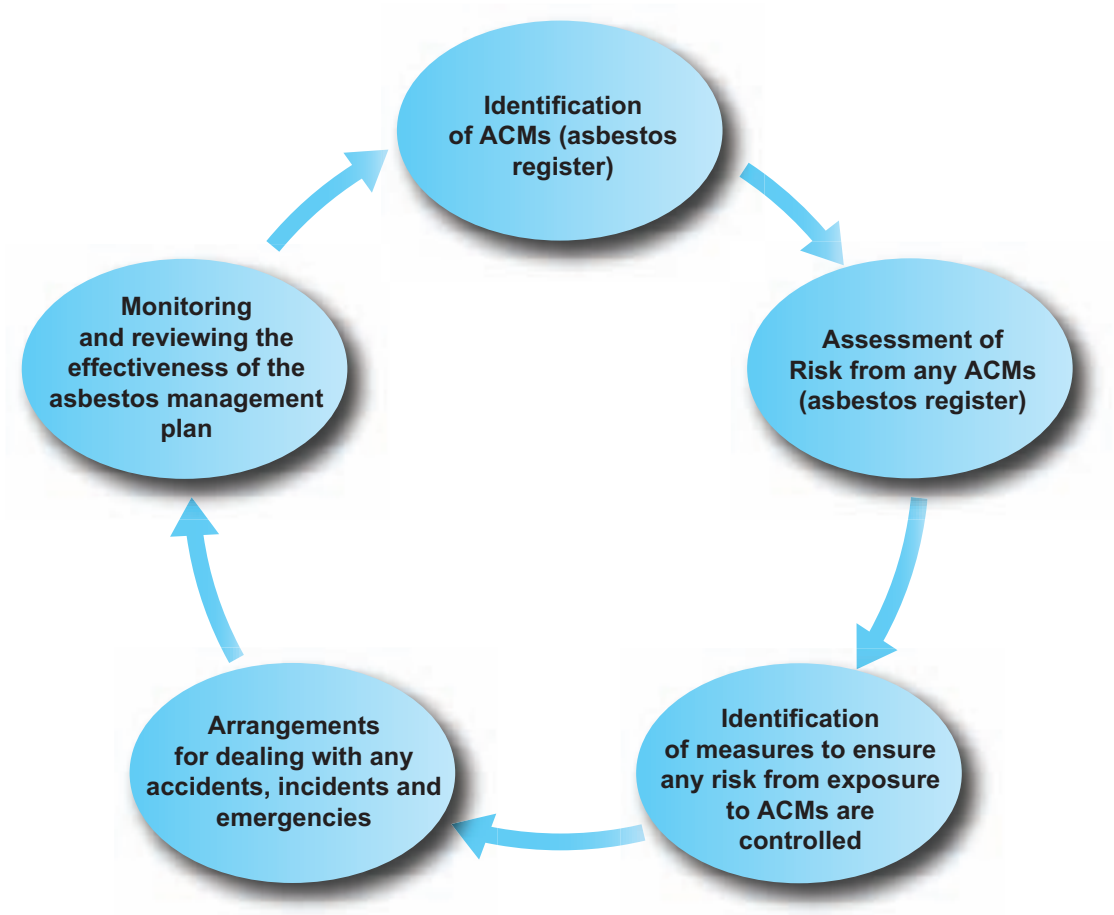 Identification
of ACMs (asbestos
register)
Assessment of
Risk from any ACMs
(asbestos register)
Identification
of measures to ensure
any risk from exposure
to ACMs are
controlled
Arrangements
for dealing with any
accidents, incidents and
emergencies
Monitoring
and reviewing the
effectiveness of the
asbestos management
plan